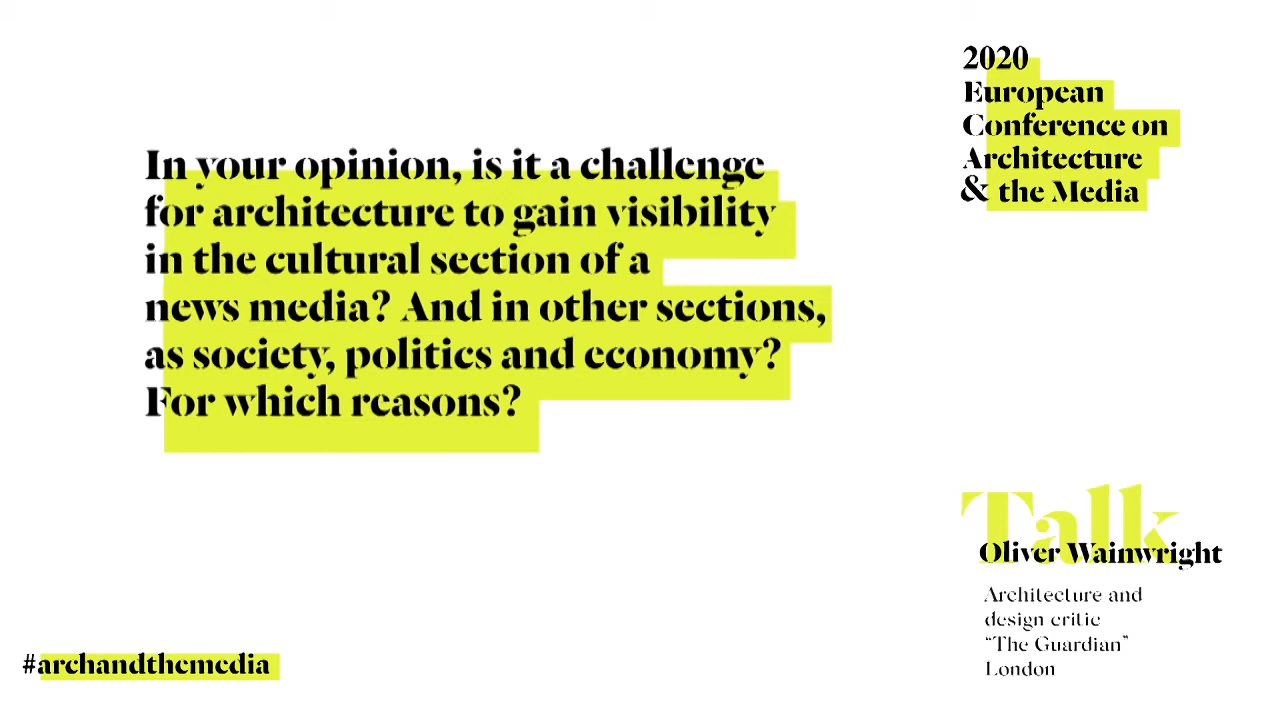 In your opinion, is it a challenge
for architecture to gain visibility
in the cultural section of a
news media? And in other sections,
as society, politics and economy?
For which reasons?
2020
European
Conference on
Architecture
& the Media
Talk
Oliver Wainwright
Architecture and
design critic
“The Guardian”
London
#archandthemedia